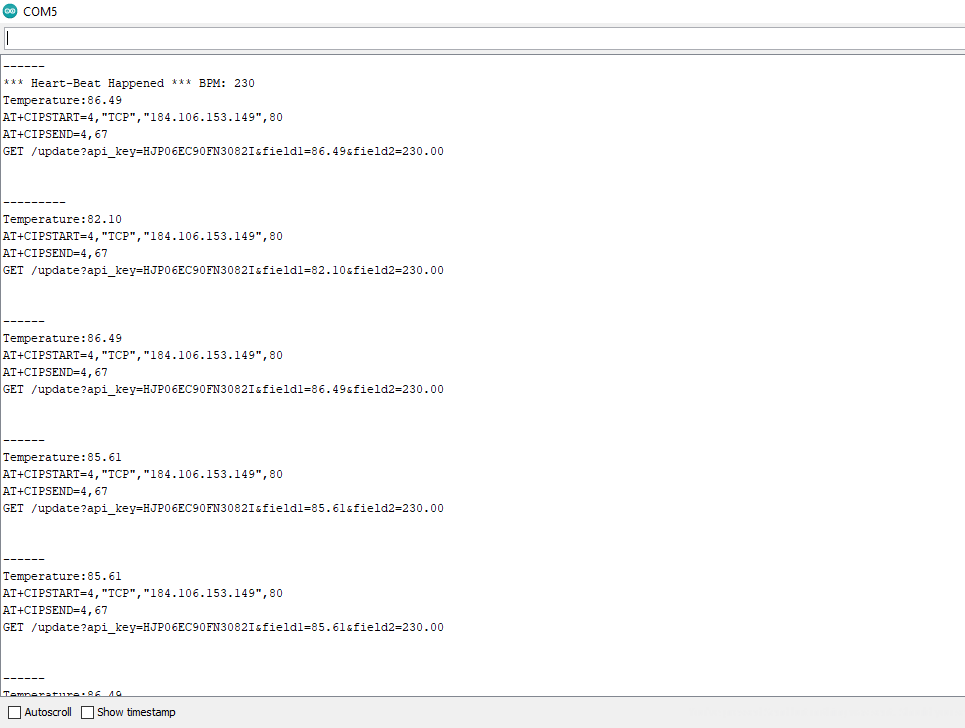 COM5
------
*** Heart-Beat Happened *** BPM: 230
Temperature:86.49
AT+CIPSTART=4,"TCP","184.106.153.149",80
AT+CIPSEND=4,67
GET /update?api_key=HJP06EC90FN3082I&field1=86.49&field2=230.00
---------
Temperature:82.10
AT+CIPSTART=4,"TCP","184.106.153.149",80
AT+CIPSEND=4,67
GET /update?api_key=HJP06EC90FN3082I&field1=82.10&field2=230.00
------
Temperature:86.49
AT+CIPSTART=4,"TCP","184.106.153.149",80
AT+CIPSEND=4,67
GET /update?api_key=HJP06EC90FN3082I&field1=86.49&field2=230.00
------
Temperature:85.61
AT+CIPSTART=4,"TCP","184.106.153.149",80
AT+CIPSEND=4,67
GET /update?api_key=HJP06EC90FN3082I&field1=85.61&field2=230.00
------
Temperature:85.61
AT+CIPSTART=4,"TCP","184.106.153.149",80
AT+CIPSEND=4,67
GET /update?api_key=HJP06EC90FN3082I&field1=85.61&field2=230.00
------
Temperature:86.49
Autoscroll Show timestamp